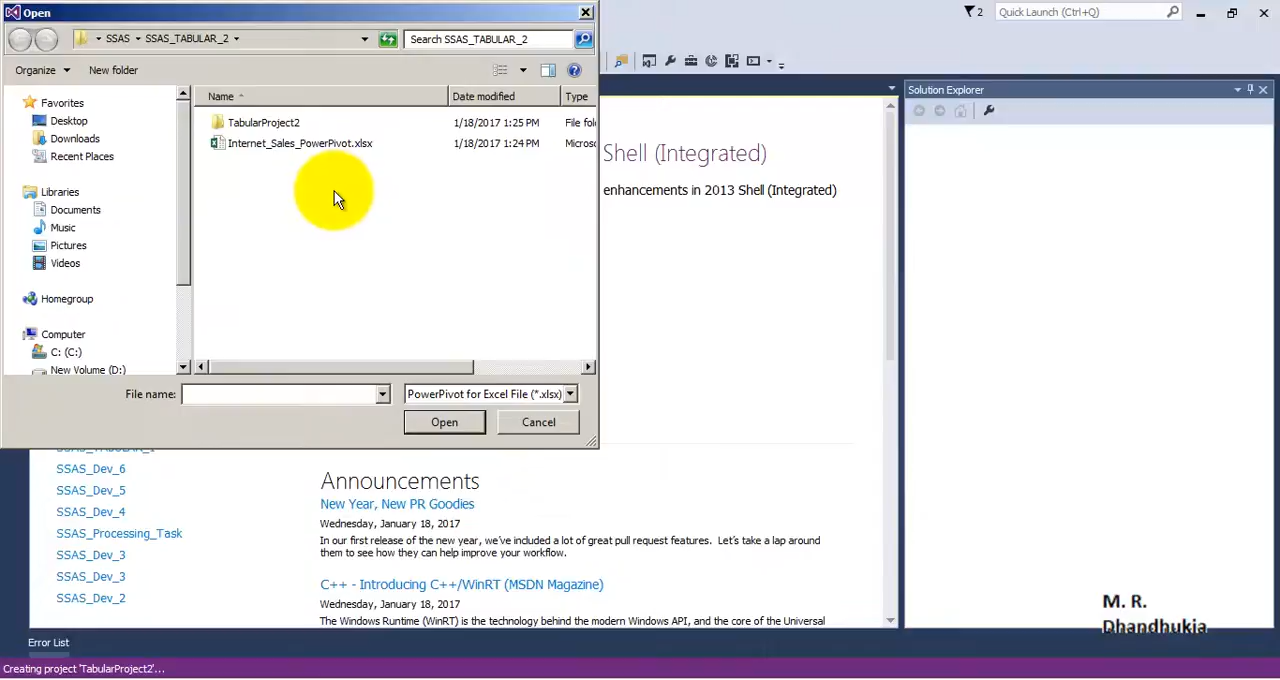 Open
2
Quick Launch (Ctrl+Q)
SSAS
SSAS_TABULAR_2
Search SSAS_TABULAR_2
Organize
New folder
Solution Explorer
Name
Date modified
Type
Favorites
Desktop
Downloads
Recent Places
Libraries
Documents
Music
Pictures
Videos
Homegroup
Computer
C: (C:)
New Volume (D:)
TabularProject2
1/18/2017 1:25 PM
File fol
Internet_Sales_PowerPivot.xlsx
1/18/2017 1:24 PM
Microso
Shell (Integrated)
enhancements in 2013 Shell (Integrated)
File name:
PowerPivot for Excel File (*.xlsx)
Open
Cancel
SSAS_TABULAR_1
SSAS_Dev_6
SSAS_Dev_5
SSAS_Dev_4
SSAS_Processing_Task
SSAS_Dev_3
SSAS_Dev_3
SSAS_Dev_2
Announcements
New Year, New PR Goodies
Wednesday, January 18, 2017
In our first release of the new year, we've included a lot of great pull request features. Let's take a lap around
them to see how they can help improve your workflow.
C++ - Introducing C++/WinRT (MSDN Magazine)
Wednesday, January 18, 2017
The Windows Runtime (WinRT) is the technology behind the modern Windows API, and the core of the Universal
M. R.
Dhandhukia
Error List
Creating project 'TabularProject2'...